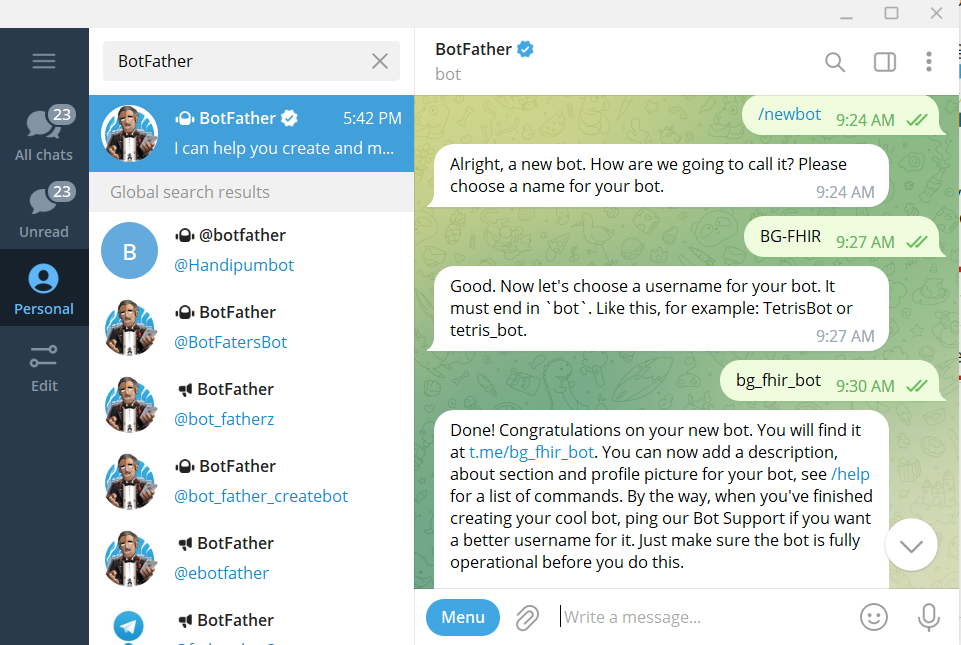 BotFather
23
All chats
23
Unread
Personal
Edit
BotFather
5:42 PM
I can help you create and m...
Global search results
B
@botfather
@Handipumbot
BotFather
@BotFatersBot
BotFather
@bot_fatherz
BotFather
@bot_father_createbot
BotFather
@ebotfather
BotFather
BotFather
bot
/newbot
9:24 AM
Alright, a new bot. How are we going to call it? Please
choose a name for your bot.
9:24 AM
BG-FHIR
9:27 AM
Good. Now let's choose a username for your bot. It
must end in `bot`. Like this, for example: TetrisBot or
tetris_bot.
9:27 AM
bg_fhir_bot
9:30 AM
Done! Congratulations on your new bot. You will find it
at t.me/bg_fhir_bot. You can now add a description,
about section and profile picture for your bot, see /help
for a list of commands. By the way, when you've finished
creating your cool bot, ping our Bot Support if you want
a better username for it. Just make sure the bot is fully
operational before you do this.
Menu
Write a message...